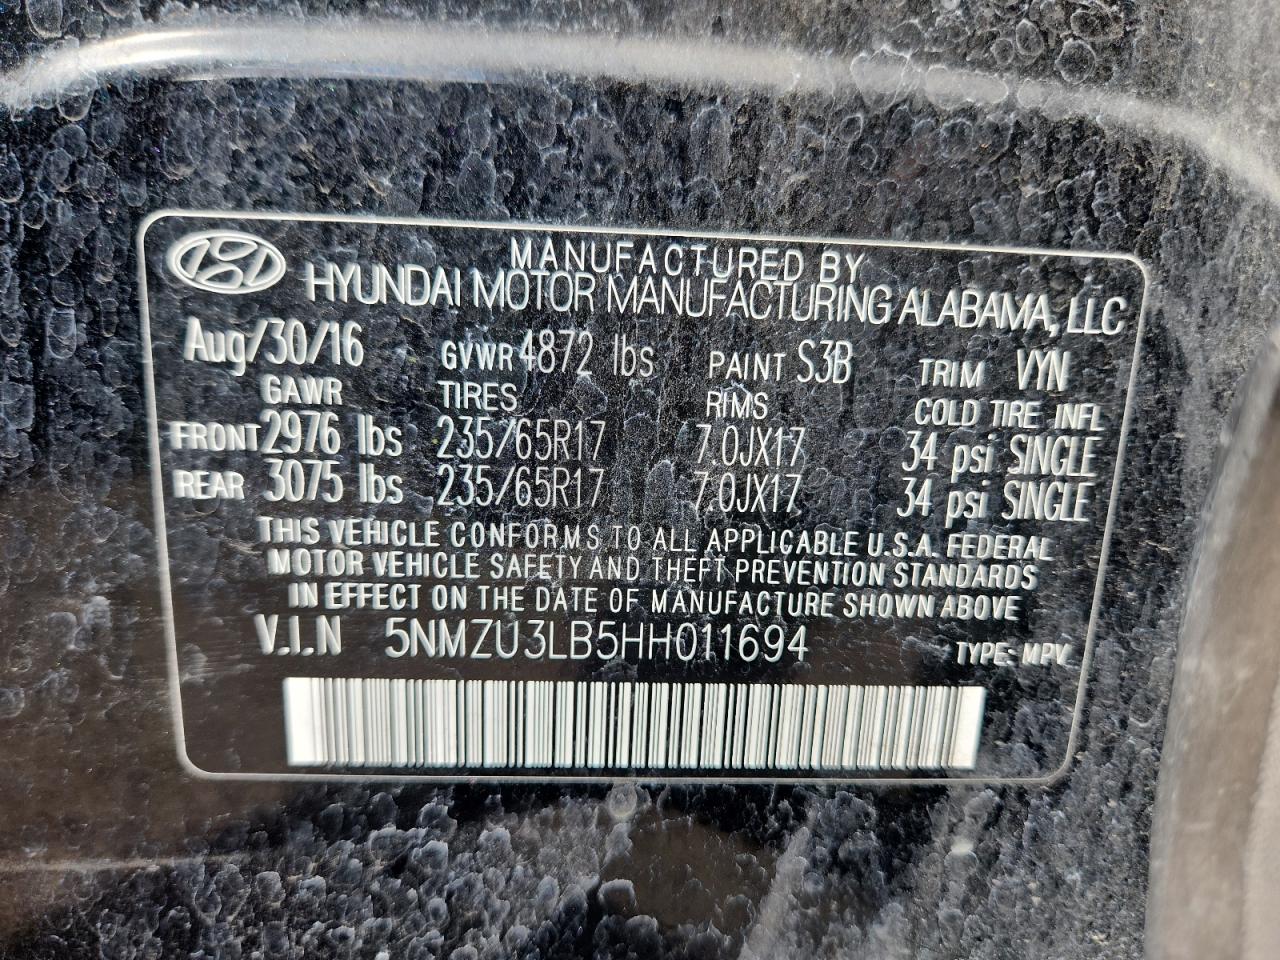 MANUFACTURED BY
HYUNDAI MOTOR MANUFACTURING ALABAMA, LLC
Aug/30/16 GVWR 4872 lbs PAINT S3B TRIM VYN
GAWR TIRES RIMS COLD TIRE INFL
FRONT 2976 lbs 235/65R17 7.0JX17 34 psi SINGLE
REAR 3075 lbs 235/65R17 7.0JX17 34 psi SINGLE
THIS VEHICLE CONFORMS TO ALL APPLICABLE U.S.A. FEDERAL
MOTOR VEHICLE SAFETY AND THEFT PREVENTION STANDARDS
IN EFFECT ON THE DATE OF MANUFACTURE SHOWN ABOVE
V.I.N 5NMZU3LB5HH011694 TYPE: MPV